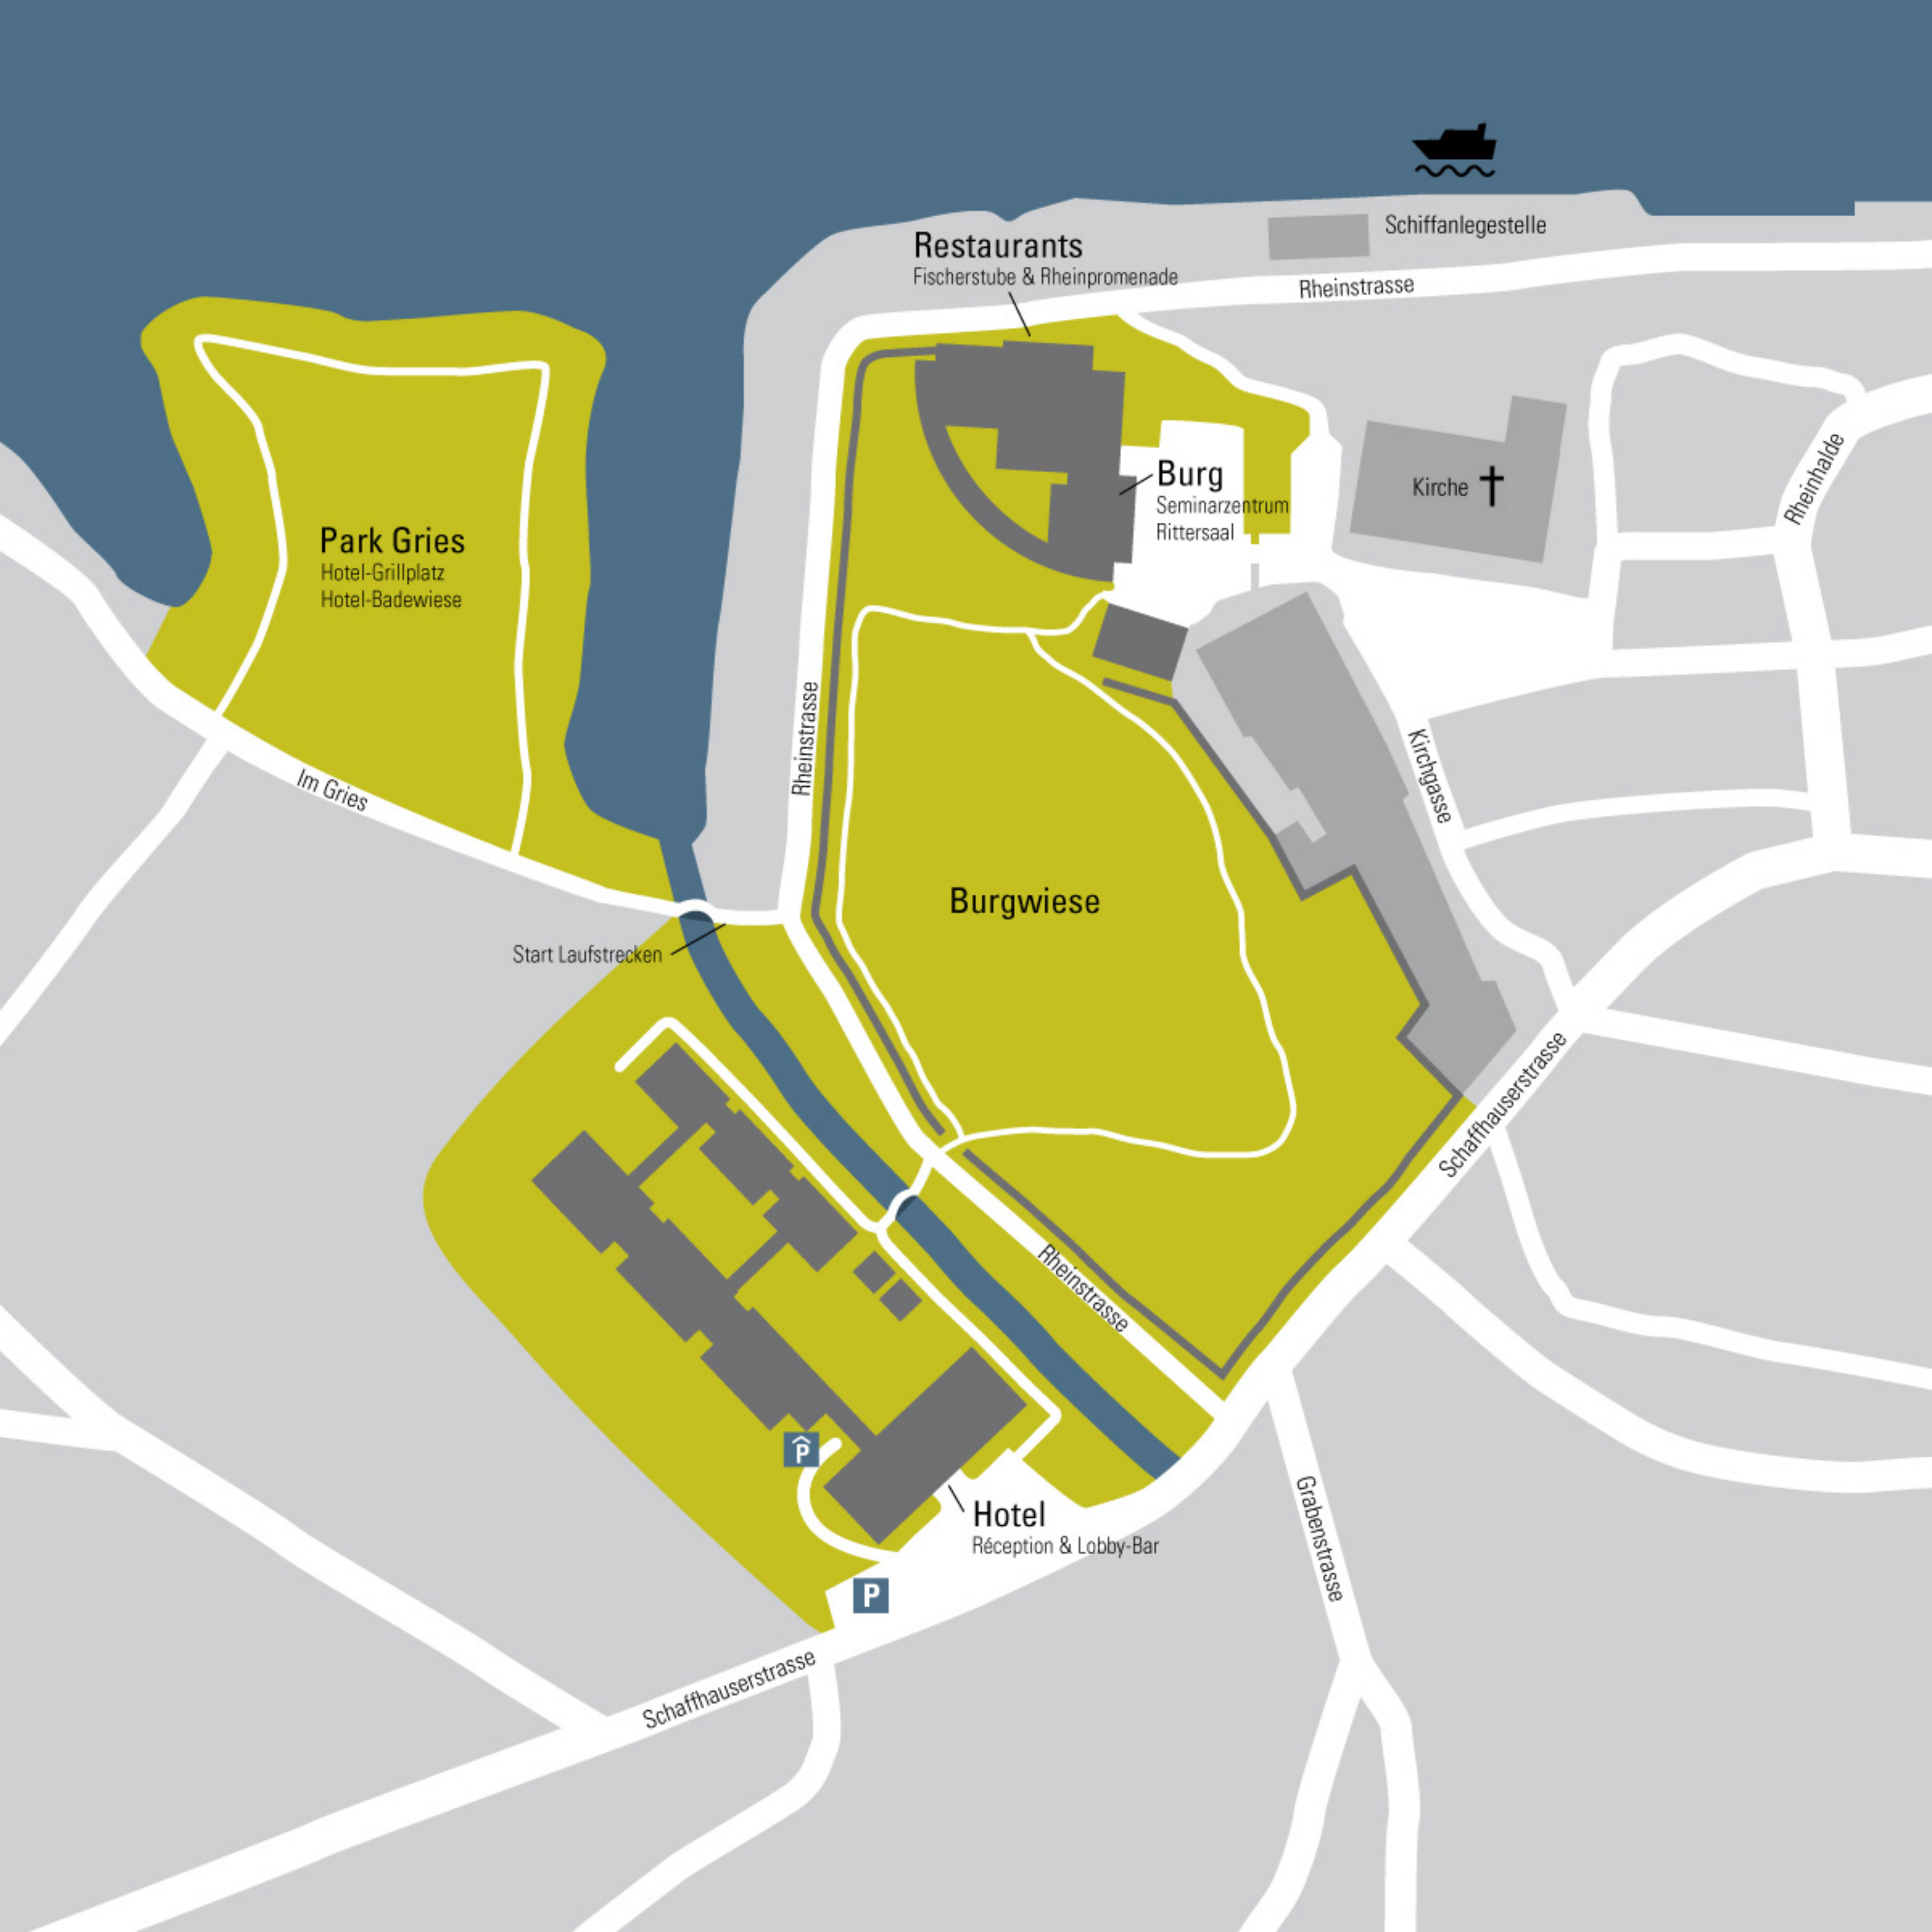 Schiffanlegestelle
Restaurants
Fischerstube & Rheinpromenade
Rheinstrasse
Rheinhalde
Burg
Seminarzentrum
Rittersaal
Kirche
Park Gries
Hotel-Grillplatz
Hotel-Badewiese
Rheinstrasse
Kirchgasse
Im Gries
Burgwiese
Start Laufstrecken
Schaffhauserstrasse
Rheinstrasse
P
Hotel
Réception & Lobby-Bar
Grabenstrasse
P
Schaffhauserstrasse